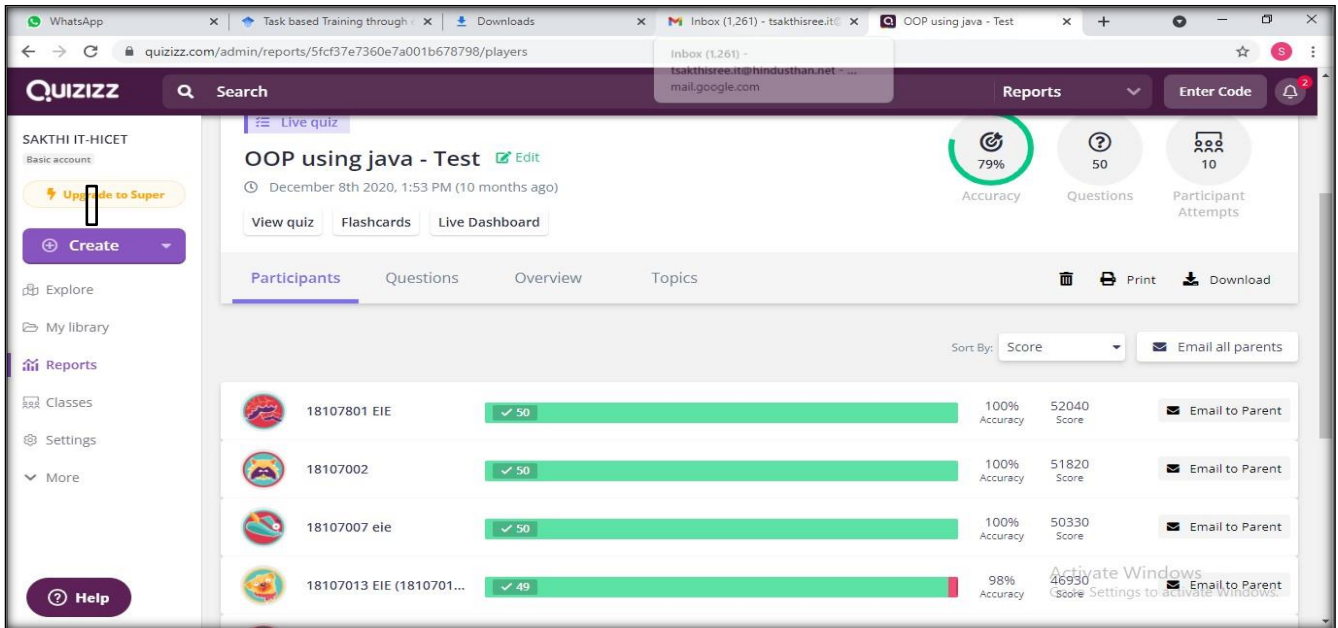 WhatsApp
Task based Training through
Downloads
Inbox (1,261) - tsakthisree.it@
OOP using java - Test
quizizz.com/admin/reports/5fcf37e7360e7a001b678798/players
S
Inbox (1,261) -
tsakthisree.it@hindusthan.net - ...
mail.google.com
QUIZIZZ
Search
Reports
Enter Code
2
SAKTHI IT-HICET
Basic account
Upgrade to Super
Create
Explore
My library
Reports
Classes
Settings
More
Help
Live quiz
OOP using java - Test Edit
December 8th 2020, 1:53 PM (10 months ago)
View quiz Flashcards Live Dashboard
79%
Accuracy
50
Questions
10
Participant
Attempts
Participants Questions Overview Topics
Print Download
Sort By: Score
Email all parents
18107801 EIE 50 100% Accuracy 52040 Score Email to Parent
18107002 50 100% Accuracy 51820 Score Email to Parent
18107007 eie 50 100% Accuracy 50330 Score Email to Parent
18107013 EIE (1810701... 49 98% Accuracy 46930 Score Email to Parent
Activate Windows
Go to Settings to activate Windows.